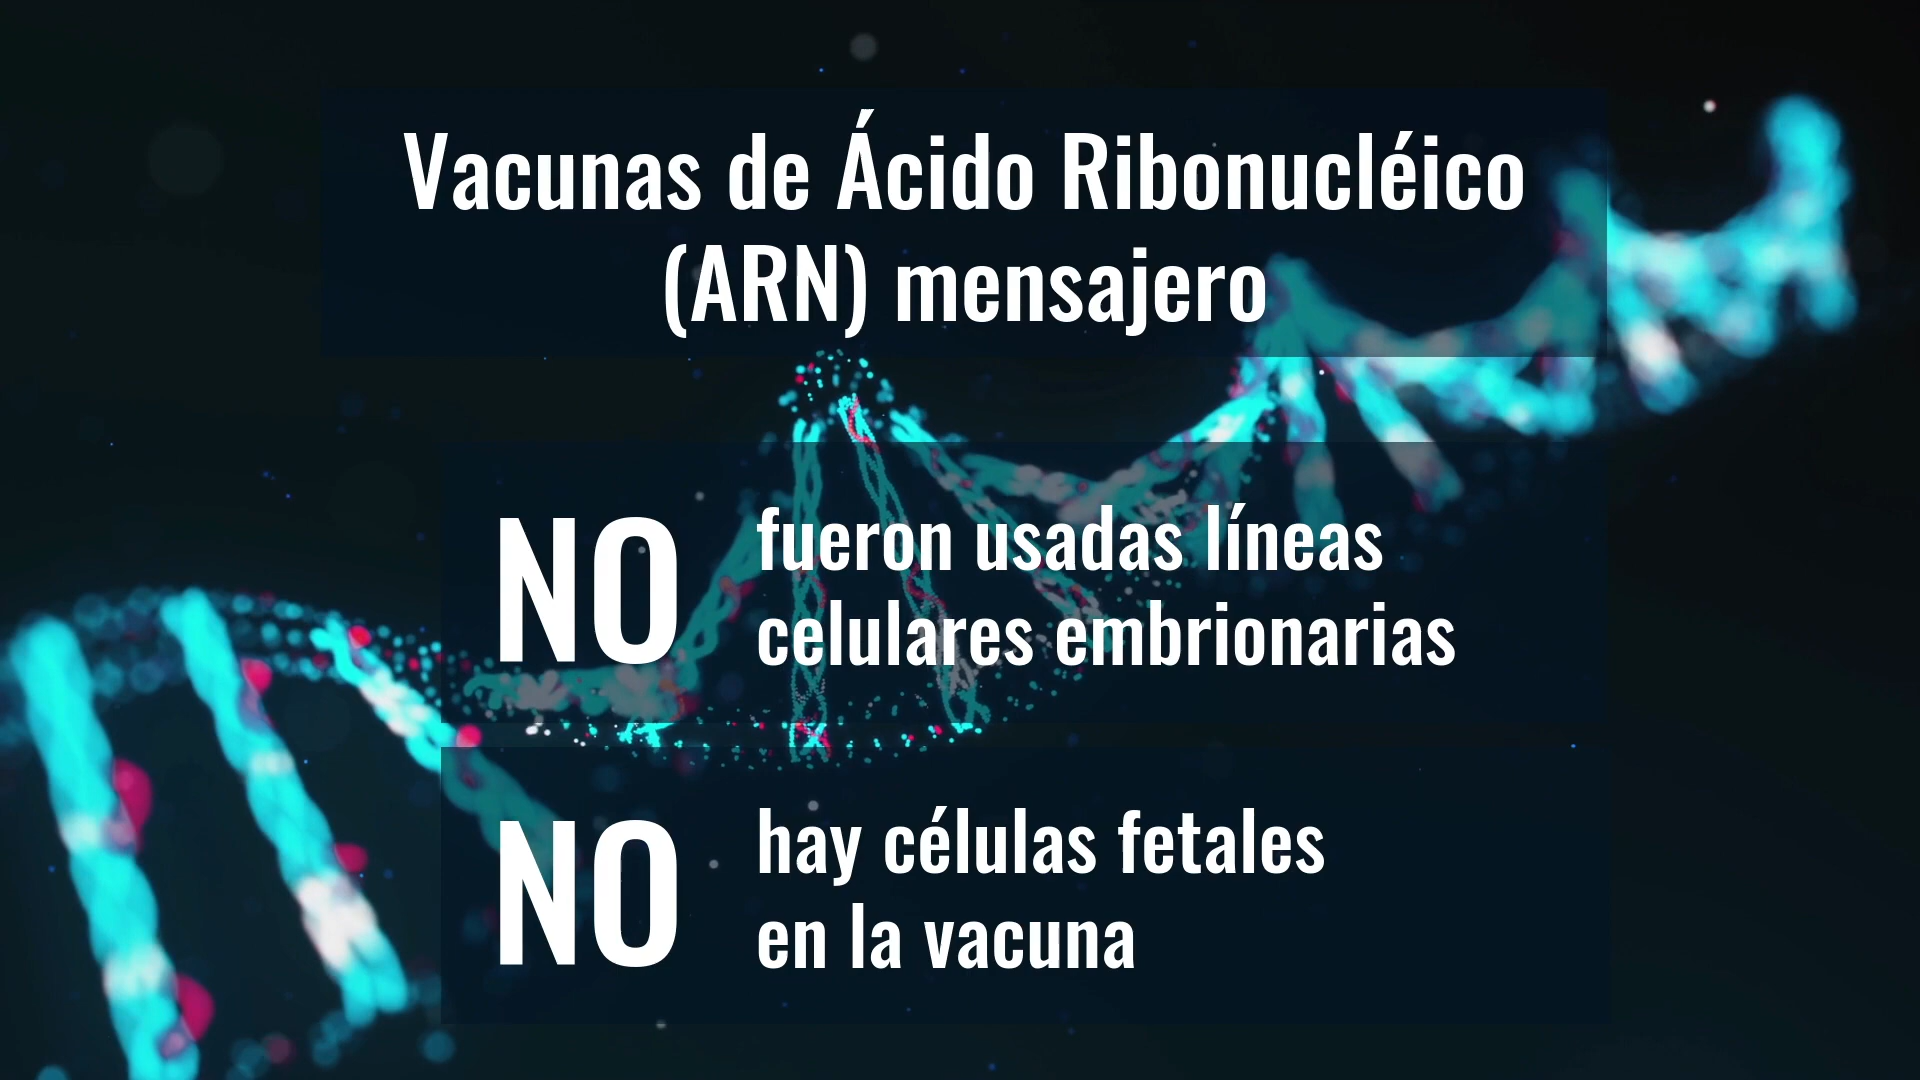 Vacunas de Ácido Ribonucléico
(ARN) mensajero
NO
fueron usadas líneas
celulares embrionarias
NO
hay células fetales
en la vacuna